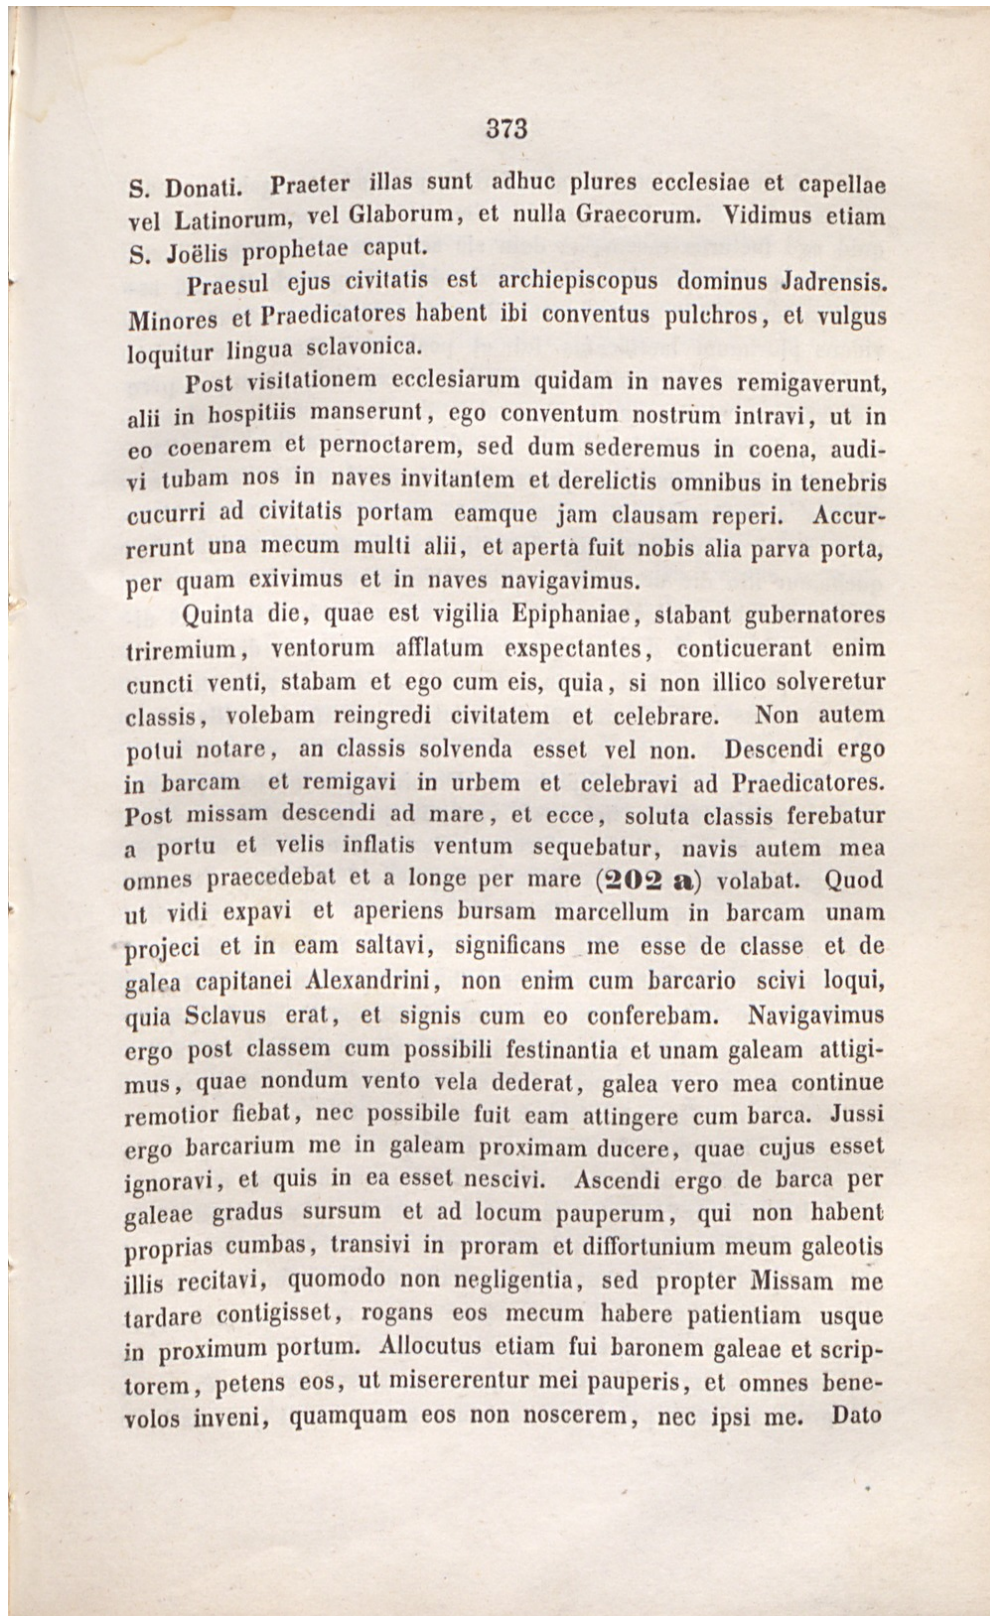 373
S. Donati. Praeter illas sunt adhuc plures ecclesiae et capellae
vel Latinorum, vel Glaborum, et nulla Graecorum. Vidimus etiam
S. Joëlis prophetae caput.
Praesul ejus civitatis est archiepiscopus dominus Jadrensis.
Minores et Praedicatores habent ibi conventus pulchros, et vulgus
loquitur lingua sclavonica.
Post visitationem ecclesiarum quidam in naves remigaverunt,
alii in hospitiis manserunt, ego conventum nostrum intravi, ut in
eo coenarem et pernoctarem, sed dum sederemus in coena, audi-
vi tubam nos in naves invitantem et derelictis omnibus in tenebris
cucurri ad civitatis portam eamque jam clausam reperi. Accur-
rerunt una mecum multi alii, et aperta fuit nobis alia parva porta,
per quam exivimus et in naves navigavimus.
Quinta die, quae est vigilia Epiphaniae, stabant gubernatores
triremium, ventorum afflatum exspectantes, conticuerant enim
cuncti venti, stabam et ego cum eis, quia, si non illico solveretur
classis, volebam reingredi civitatem et celebrare. Non autem
potui notare, an classis solvenda esset vel non. Descendi ergo
in barcam et remigavi in urbem et celebravi ad Praedicatores.
Post missam descendi ad mare, et ecce, soluta classis ferebatur
a portu et velis inflatis ventum sequebatur, navis autem mea
omnes praecedebat et a longe per mare (202 a) volabat. Quod
ut vidi expavi et aperiens bursam marcellum in barcam unam
projeci et in eam saltavi, significans me esse de classe et de
galea capitanei Alexandrini, non enim cum barcario scivi loqui,
quia Sclavus erat, et signis cum eo conferebam. Navigavimus
ergo post classem cum possibili festinantia et unam galeam attigi-
mus, quae nondum vento vela dederat, galea vero mea continue
remotior fiebat, nec possibile fuit eam attingere cum barca. Jussi
ergo barcarium me in galeam proximam ducere, quae cujus esset
ignoravi, et quis in ea esset nescivi. Ascendi ergo de barca per
galeae gradus sursum et ad locum pauperum, qui non habent
proprias cumbas, transivi in proram et diffortunium meum galeotis
illis recitavi, quomodo non negligentia, sed propter Missam me
tardare contigisset, rogans eos mecum habere patientiam usque
in proximum portum. Allocutus etiam fui baronem galeae et scrip-
torem, petens eos, ut misererentur mei pauperis, et omnes bene-
volos inveni, quamquam eos non noscerem, nec ipsi me. Dato